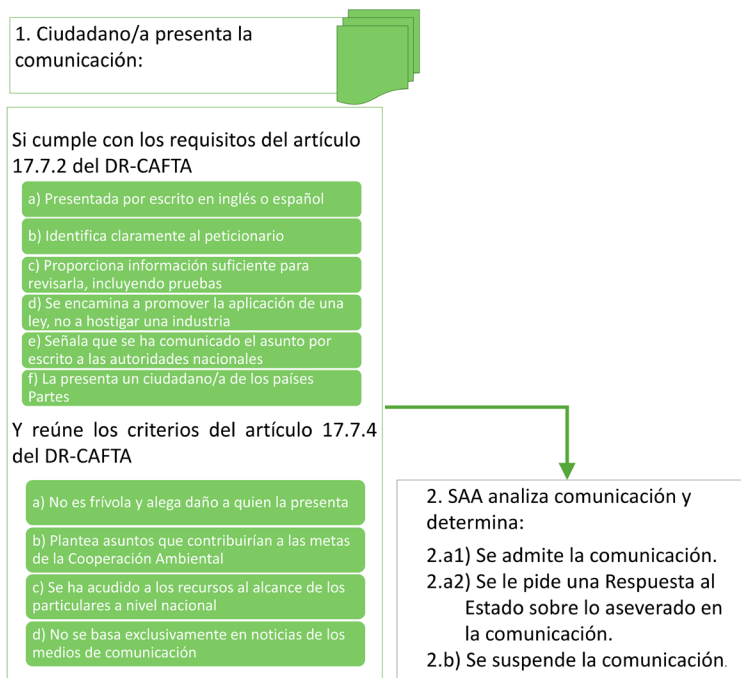 1. Ciudadano/a presenta la
comunicación:
Si cumple con los requisitos del artículo
17.7.2 del DR-CAFTA
a) Presentada por escrito en inglés o español
b) Identifica claramente al peticionario
c) Proporciona información suficiente para
revisarla, incluyendo pruebas
d) Se encamina a promover la aplicación de una
ley, no a hostigar una industria
e) Señala que se ha comunicado el asunto por
escrito a las autoridades nacionales
f) La presenta un ciudadano/a de los países
Partes
Y reúne los criterios del artículo 17.7.4
del DR-CAFTA
a) No es frívola y alega daño a quien la presenta
b) Plantea asuntos que contribuirían a las metas
de la Cooperación Ambiental
c) Se ha acudido a los recursos al alcance de los
particulares a nivel nacional
d) No se basa exclusivamente en noticias de los
medios de comunicación
2. SAA analiza comunicación y
determina:
2.a1) Se admite la comunicación.
2.a2) Se le pide una Respuesta al
Estado sobre lo aseverado en
la comunicación.
2.b) Se suspende la comunicación.